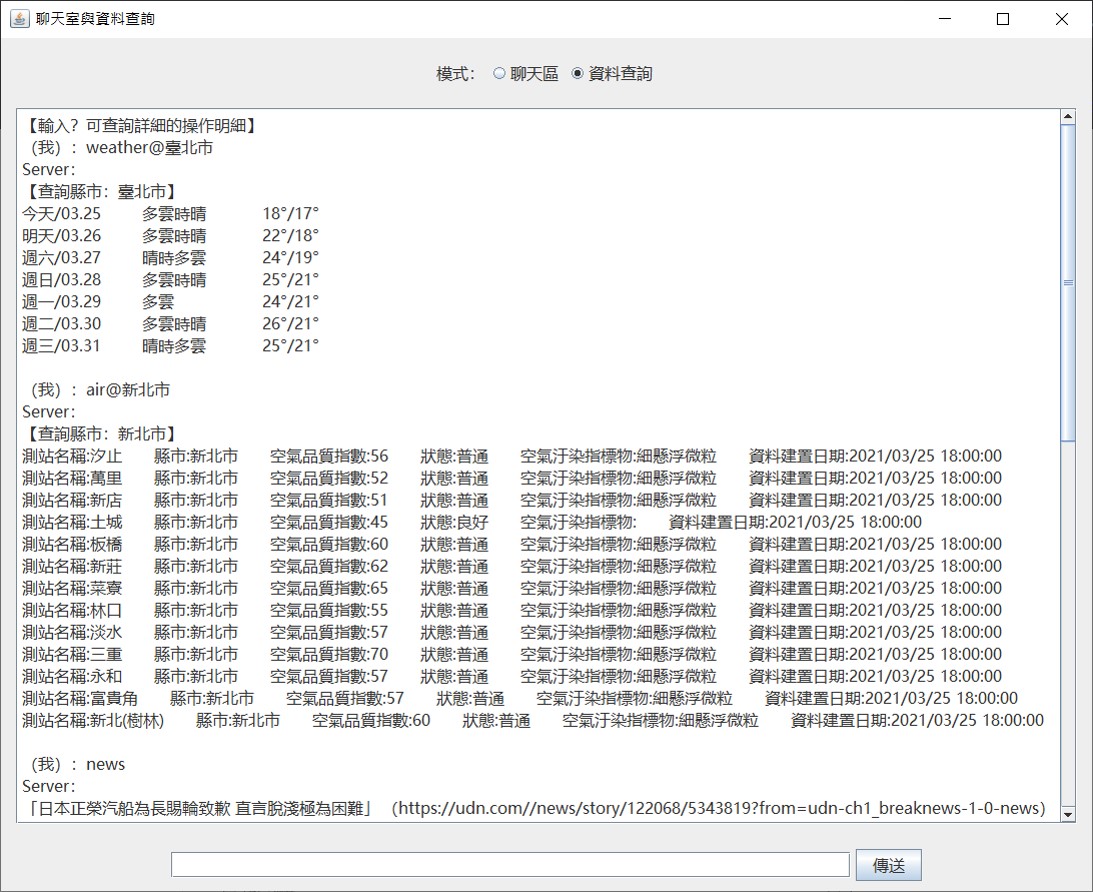 聊天室與資料查詢
模式： 聊天區 資料查詢
【輸入？可查詢詳細的操作明細】
（我）：weather@臺北市
Server：
【查詢縣市：臺北市】
今天/03.25 多雲時晴 18°/17°
明天/03.26 多雲時晴 22°/18°
週六/03.27 晴時多雲 24°/19°
週日/03.28 多雲時晴 25°/21°
週一/03.29 多雲 24°/21°
週二/03.30 多雲時晴 26°/21°
週三/03.31 晴時多雲 25°/21°
（我）：air@新北市
Server：
【查詢縣市：新北市】
測站名稱:汐止 縣市:新北市 空氣品質指數:56 狀態:普通 空氣汙染指標物:細懸浮微粒 資料建置日期:2021/03/25 18:00:00
測站名稱:萬里 縣市:新北市 空氣品質指數:52 狀態:普通 空氣汙染指標物:細懸浮微粒 資料建置日期:2021/03/25 18:00:00
測站名稱:新店 縣市:新北市 空氣品質指數:51 狀態:普通 空氣汙染指標物:細懸浮微粒 資料建置日期:2021/03/25 18:00:00
測站名稱:土城 縣市:新北市 空氣品質指數:45 狀態:良好 空氣汙染指標物: 資料建置日期:2021/03/25 18:00:00
測站名稱:板橋 縣市:新北市 空氣品質指數:60 狀態:普通 空氣汙染指標物:細懸浮微粒 資料建置日期:2021/03/25 18:00:00
測站名稱:新莊 縣市:新北市 空氣品質指數:62 狀態:普通 空氣汙染指標物:細懸浮微粒 資料建置日期:2021/03/25 18:00:00
測站名稱:菜寮 縣市:新北市 空氣品質指數:65 狀態:普通 空氣汙染指標物:細懸浮微粒 資料建置日期:2021/03/25 18:00:00
測站名稱:林口 縣市:新北市 空氣品質指數:55 狀態:普通 空氣汙染指標物:細懸浮微粒 資料建置日期:2021/03/25 18:00:00
測站名稱:淡水 縣市:新北市 空氣品質指數:57 狀態:普通 空氣汙染指標物:細懸浮微粒 資料建置日期:2021/03/25 18:00:00
測站名稱:三重 縣市:新北市 空氣品質指數:70 狀態:普通 空氣汙染指標物:細懸浮微粒 資料建置日期:2021/03/25 18:00:00
測站名稱:永和 縣市:新北市 空氣品質指數:57 狀態:普通 空氣汙染指標物:細懸浮微粒 資料建置日期:2021/03/25 18:00:00
測站名稱:富貴角 縣市:新北市 空氣品質指數:57 狀態:普通 空氣汙染指標物:細懸浮微粒 資料建置日期:2021/03/25 18:00:00
測站名稱:新北(樹林) 縣市:新北市 空氣品質指數:60 狀態:普通 空氣汙染指標物:細懸浮微粒 資料建置日期:2021/03/25 18:00:00
（我）：news
Server：
「日本正榮汽船為長賜輪致歉 直言脫淺極為困難」（https://udn.com//news/story/122068/5343819?from=udn-ch1_breaknews-1-0-news）
傳送